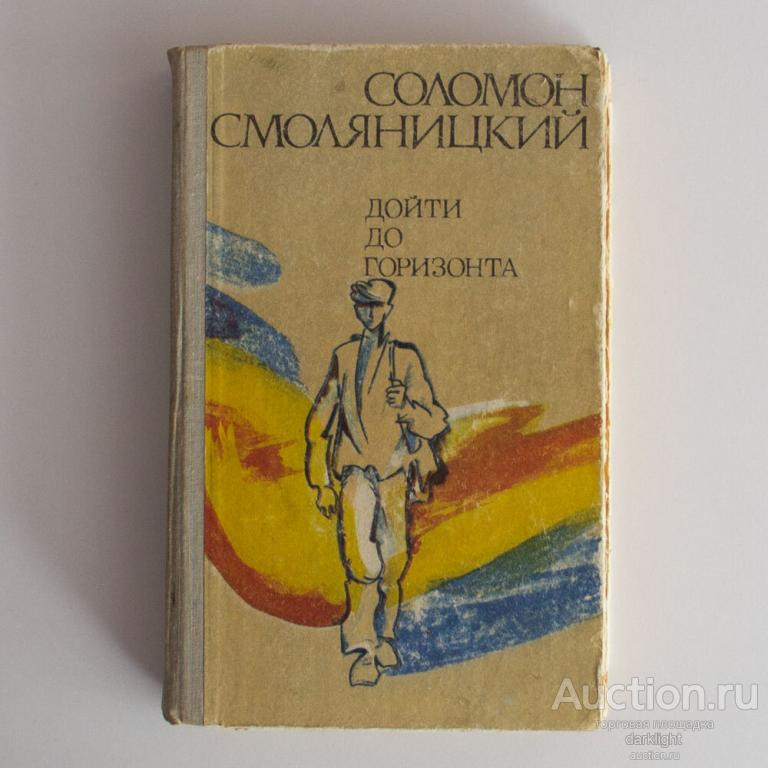 СОЛОМОН
СМОЛЯНИЦКИЙ
ДОЙТИ
ДО
ГОРИЗОНТА
Auction.ru
торговая площадка
darklight
auction.ru